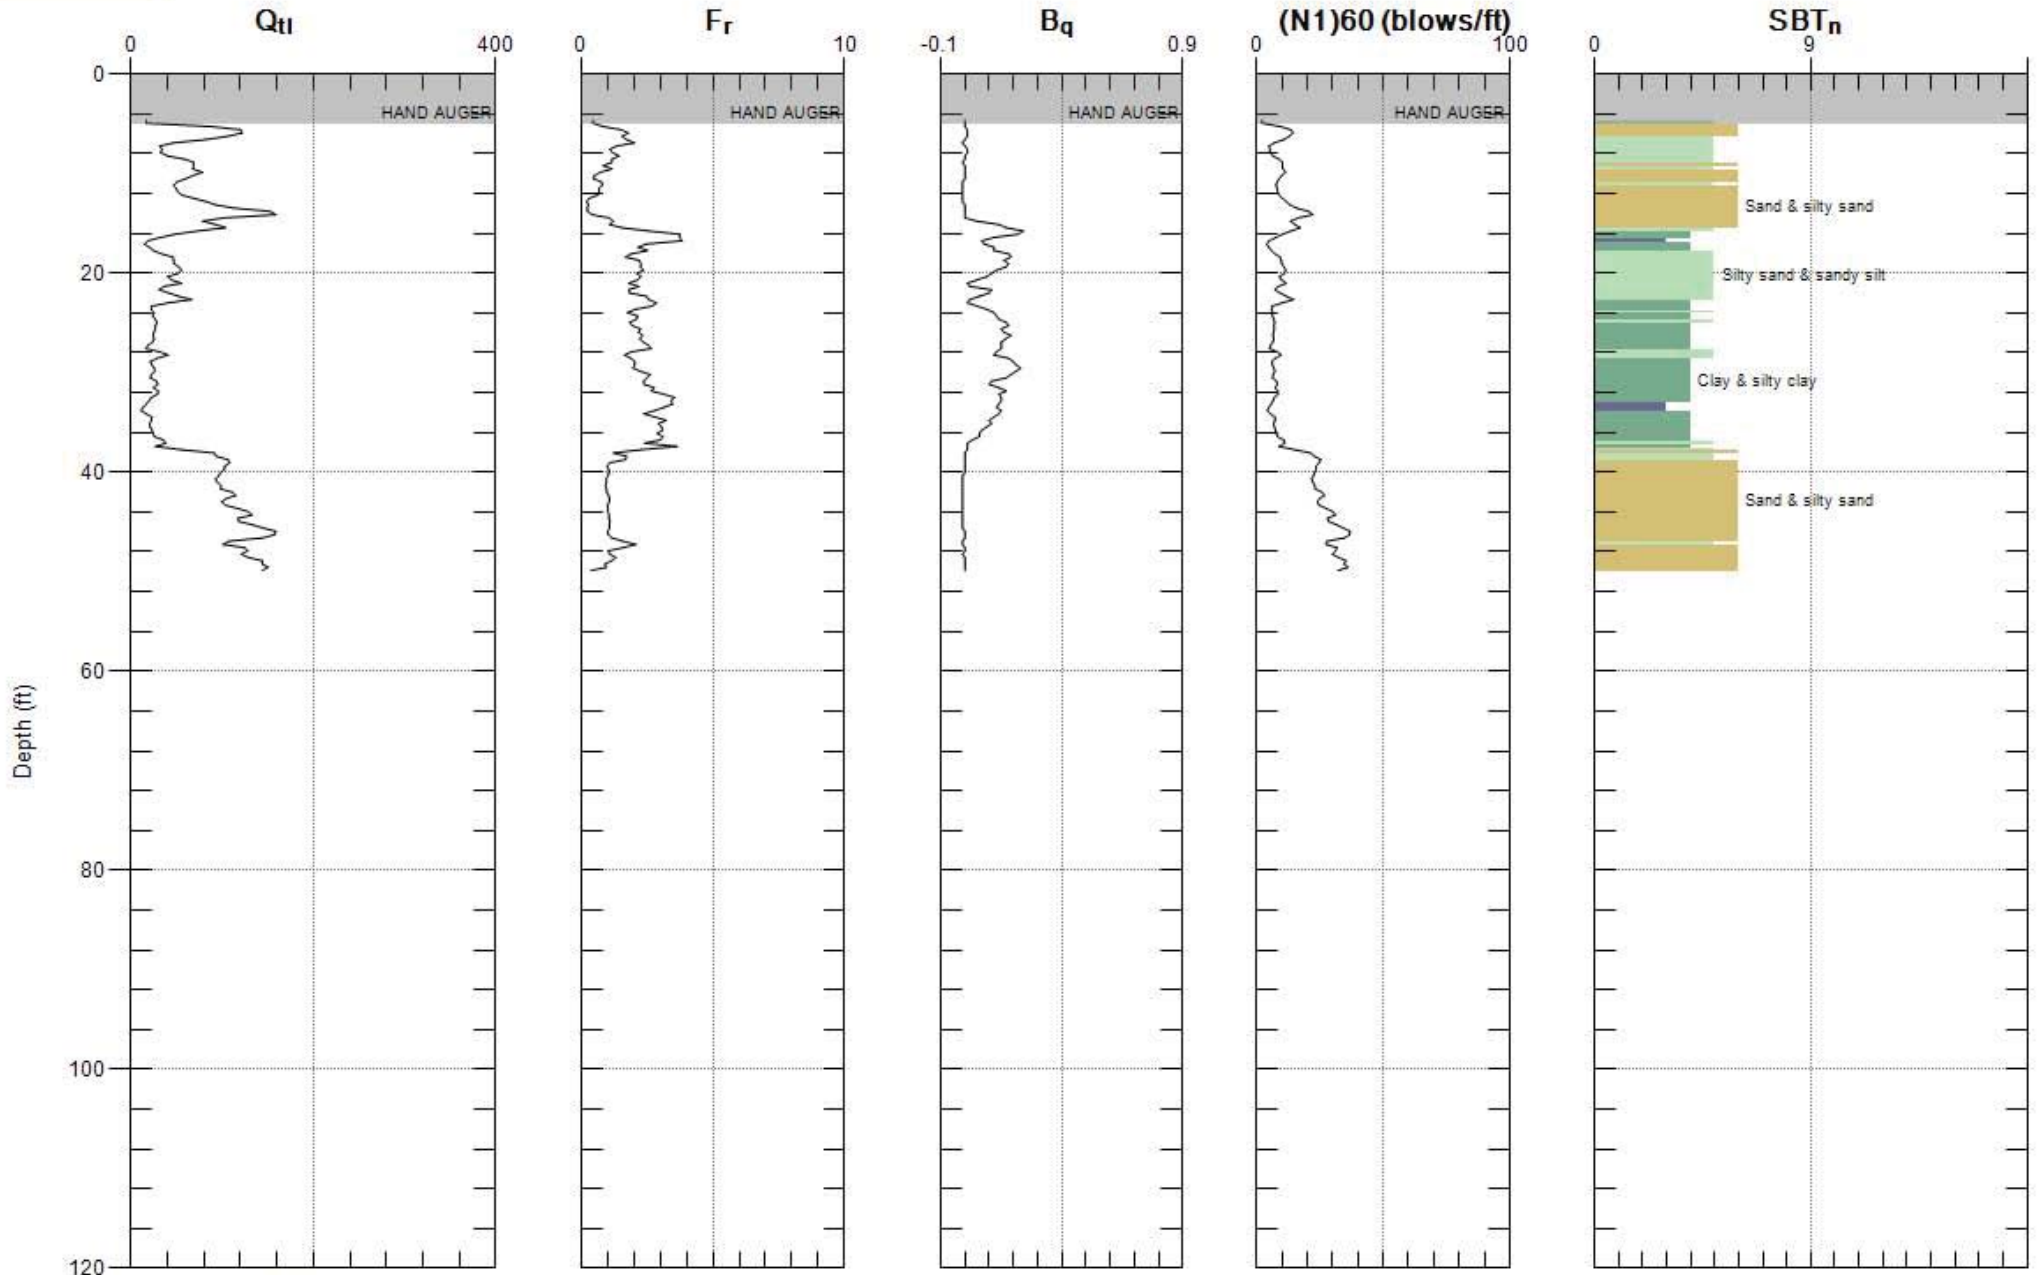 Qtl Fr Bq (N1)60 (blows/ft) SBTn
0 400 0 10 -0.1 0.9 0 100 0 9
0
HAND AUGER HAND AUGER HAND AUGER HAND AUGER
Sand & silty sand
20
Silty sand & sandy silt
Clay & silty clay
40
Sand & silty sand
60
Depth (ft)
80
100
120